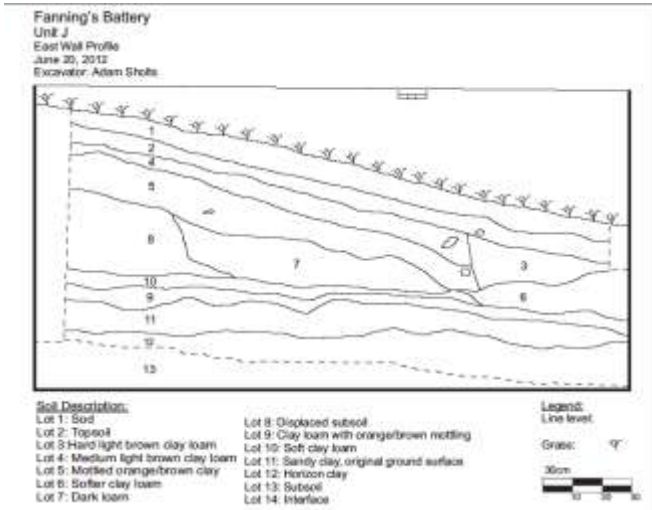 Fanning's Battery
Unit J
East Wall Profile
June 20, 2012
Excavator: Adam Sholts
1
2
4
5
8
7
3
6
10
9
11
12
13
Soil Description:
Lot 1: Sod
Lot 2: Topsoil
Lot 3 Hard light brown clay loam
Lot 4: Medium light brown clay loam
Lot 5: Mottled orange/brown clay
Lot 6: Softer clay loam
Lot 7: Dark loam
Lot 8: Displaced subsoil
Lot 9: Clay loam with orange/brown mottling
Lot 10: Soft clay loam
Lot 11: Sandy clay, original ground surface
Lot 12: Horizon clay
Lot 13: Subsoil
Lot 14: Interface
Legend:
Line level:
Grass:
30cm
10 20 30